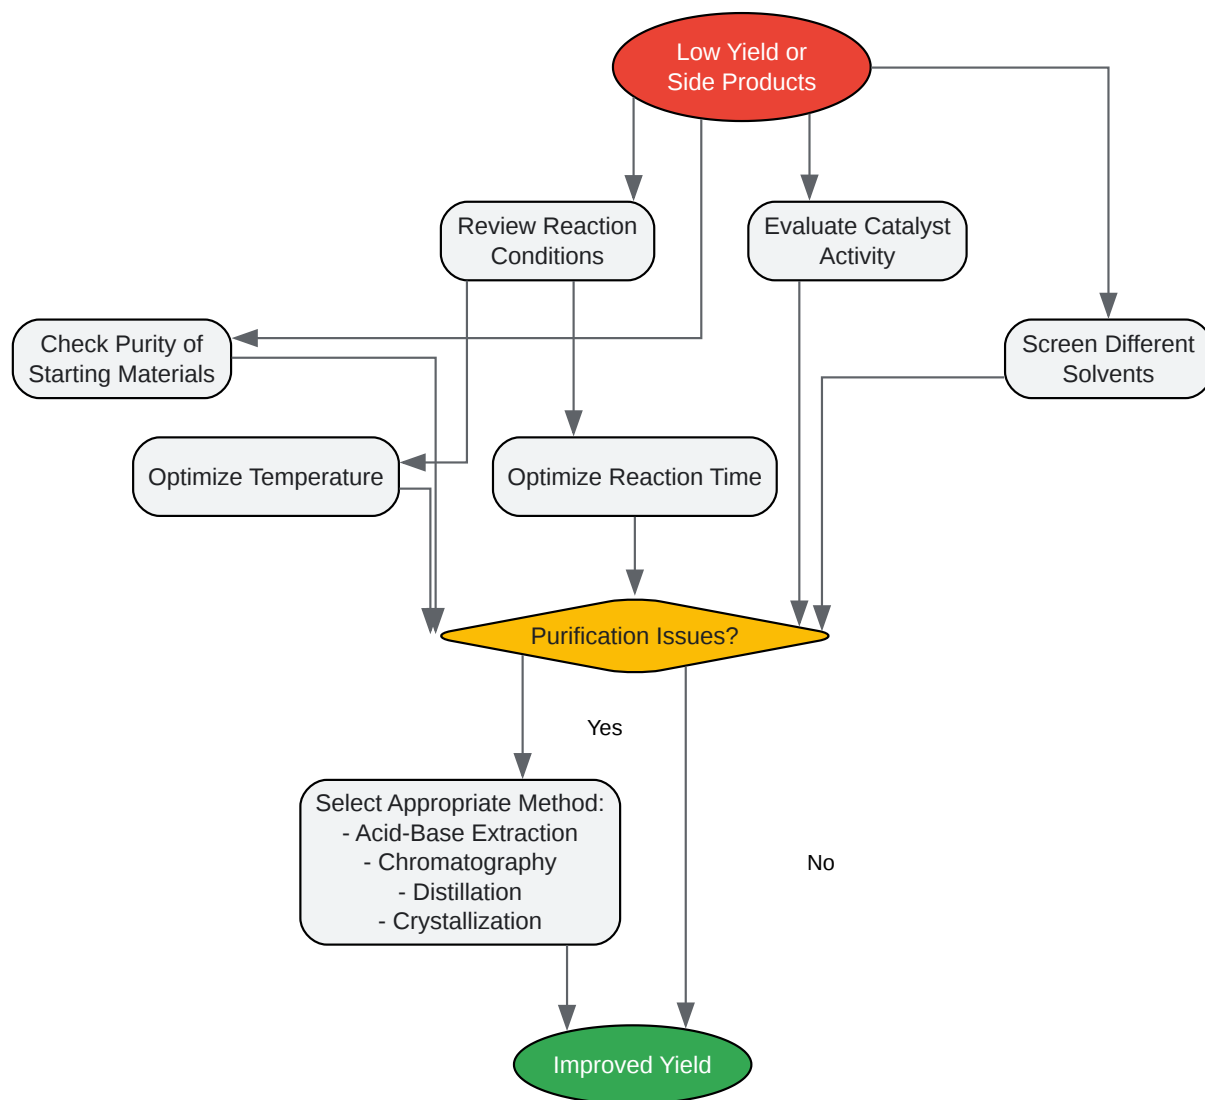 Low Yield or
Side Products
Review Reaction
Conditions
Evaluate Catalyst
Activity
Check Purity of
Starting Materials
Screen Different
Solvents
Optimize Temperature
Optimize Reaction Time
Purification Issues?
Yes
Select Appropriate Method:
- Acid-Base Extraction
- Chromatography
- Distillation
- Crystallization
No
Improved Yield